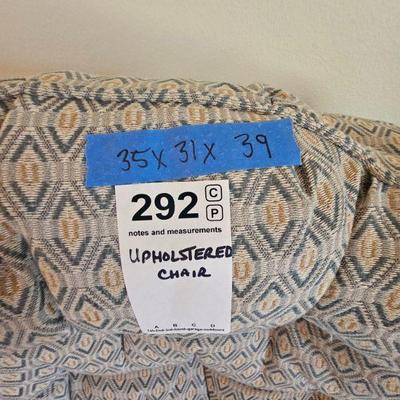 35 X 31 X 39
292 C
P
notes and measurements
UPHOLSTERED
CHAIR
A B C D